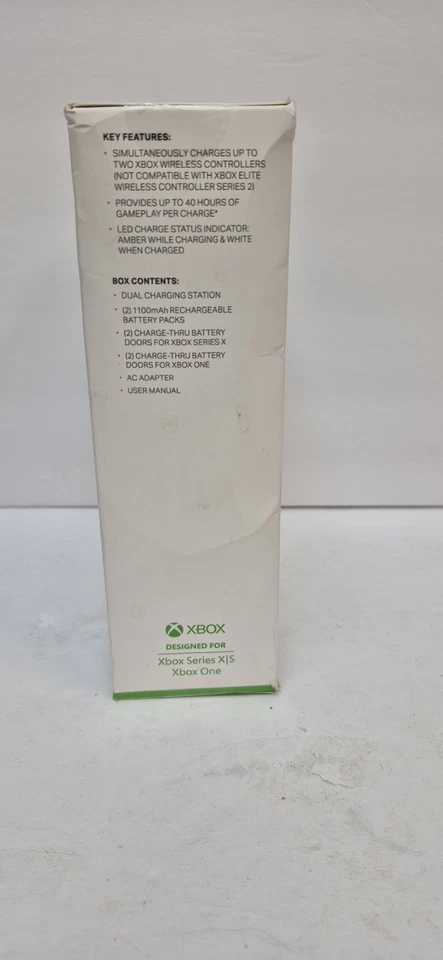 KEY FEATURES:
• SIMULTANEOUSLY CHARGES UP TO
TWO XBOX WIRELESS CONTROLLERS
(NOT COMPATIBLE WITH XBOX ELITE
WIRELESS CONTROLLER SERIES 2)
• PROVIDES UP TO 40 HOURS OF
GAMEPLAY PER CHARGE*
• LED CHARGE STATUS INDICATOR:
AMBER WHILE CHARGING & WHITE
WHEN CHARGED
BOX CONTENTS:
• DUAL CHARGING STATION
• (2) 1100mAh RECHARGEABLE
BATTERY PACKS
• (2) CHARGE-THRU BATTERY
DOORS FOR XBOX SERIES X
• (2) CHARGE-THRU BATTERY
DOORS FOR XBOX ONE
• AC ADAPTER
• USER MANUAL
XBOX
DESIGNED FOR
Xbox Series X|S
Xbox One